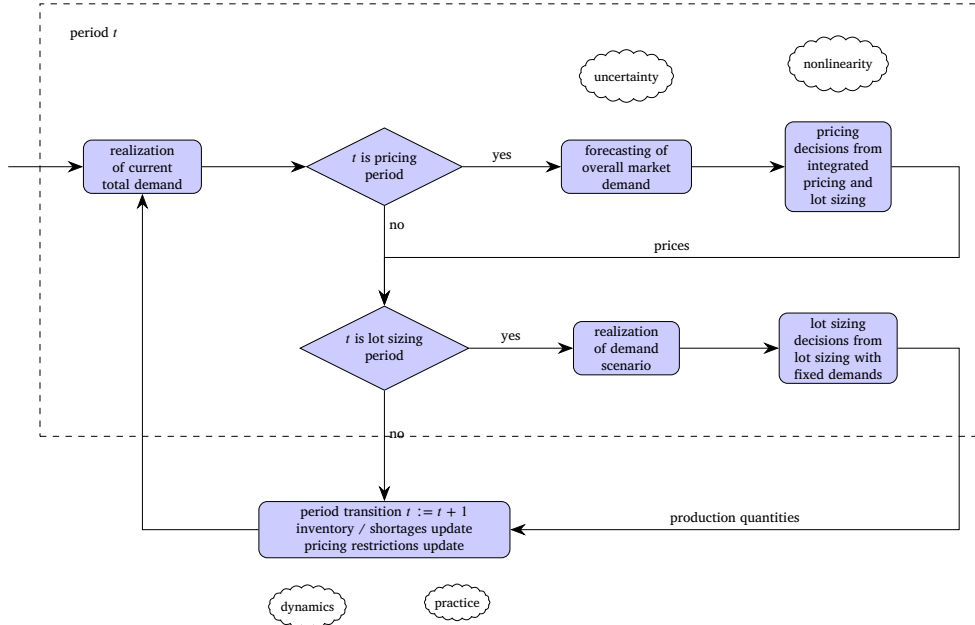 period t
uncertainty
nonlinearity
realization
of current
total demand
t is pricing
period
yes
forecasting of
overall market
demand
pricing
decisions from
integrated
pricing and
lot sizing
no
prices
t is lot sizing
period
yes
realization
of demand
scenario
lot sizing
decisions from
lot sizing with
fixed demands
no
period transition t := t + 1
inventory / shortages update
pricing restrictions update
production quantities
dynamics
practice